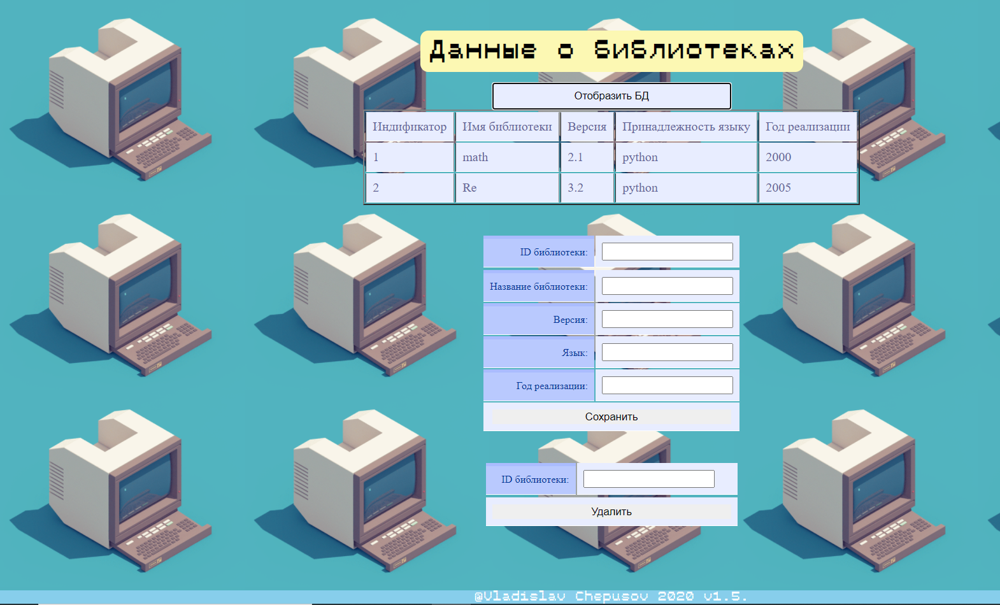 Данные о библиотеках
Отобразить БД
Индификатор Имя библиотеки Версия Принадлежность языку Год реализации
1 math 2.1 python 2000
2 Re 3.2 python 2005
ID библиотеки:
Название библиотеки:
Версия:
Язык:
Год реализации:
Сохранить
ID библиотеки:
Удалить
@Vladislav Chepusov 2020 v1.5.